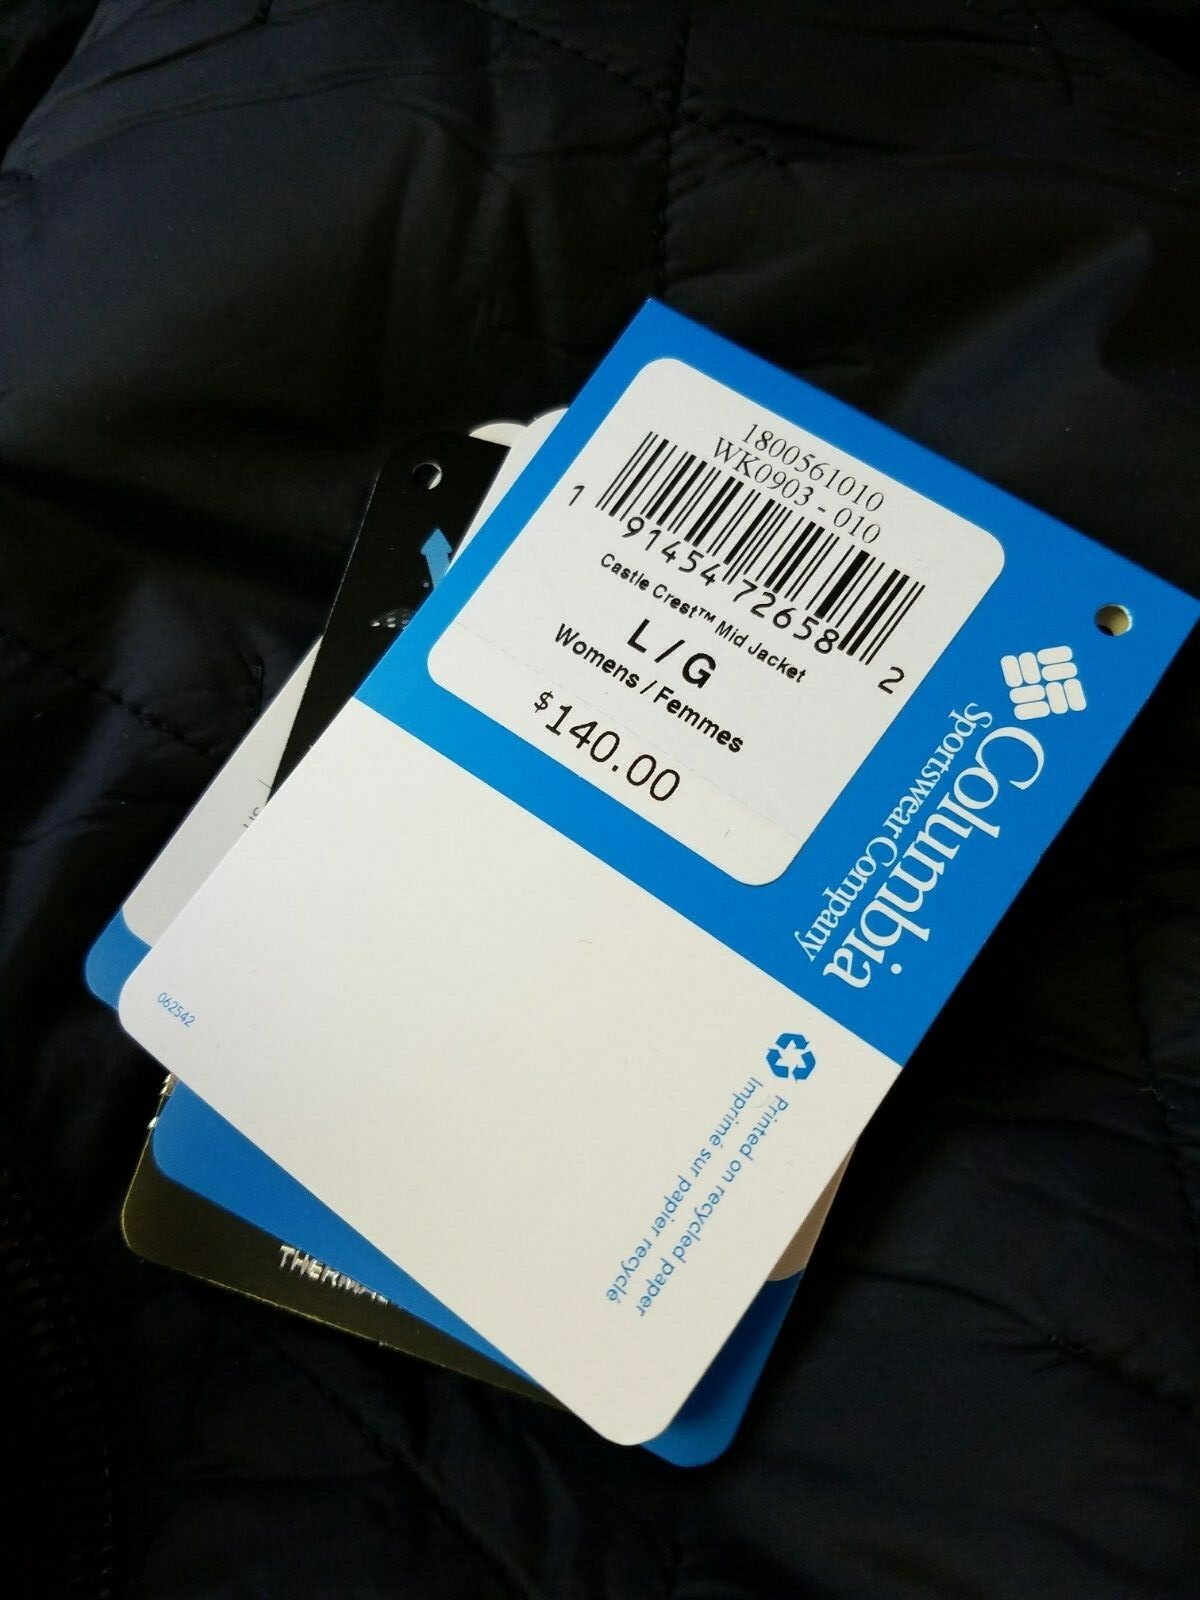 1800561010
WK0903 - 010
1 91454 72658 2
Castle Crest™ Mid Jacket
L / G
Womens / Femmes
$140.00
Columbia
Sportswear Company
Printed on recycled paper
Imprimé sur papier recyclé
062542